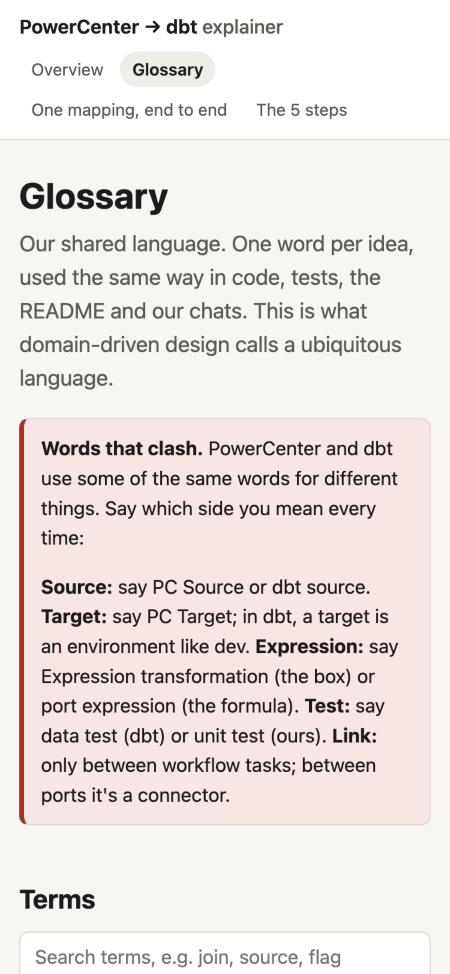 PowerCenter → dbt explainer
Overview Glossary
One mapping, end to end The 5 steps
Glossary
Our shared language. One word per idea,
used the same way in code, tests, the
README and our chats. This is what
domain-driven design calls a ubiquitous
language.
Words that clash. PowerCenter and dbt
use some of the same words for different
things. Say which side you mean every
time:
Source: say PC Source or dbt source.
Target: say PC Target; in dbt, a target is
an environment like dev. Expression: say
Expression transformation (the box) or
port expression (the formula). Test: say
data test (dbt) or unit test (ours). Link:
only between workflow tasks; between
ports it's a connector.
Terms
Search terms, e.g. join, source, flag